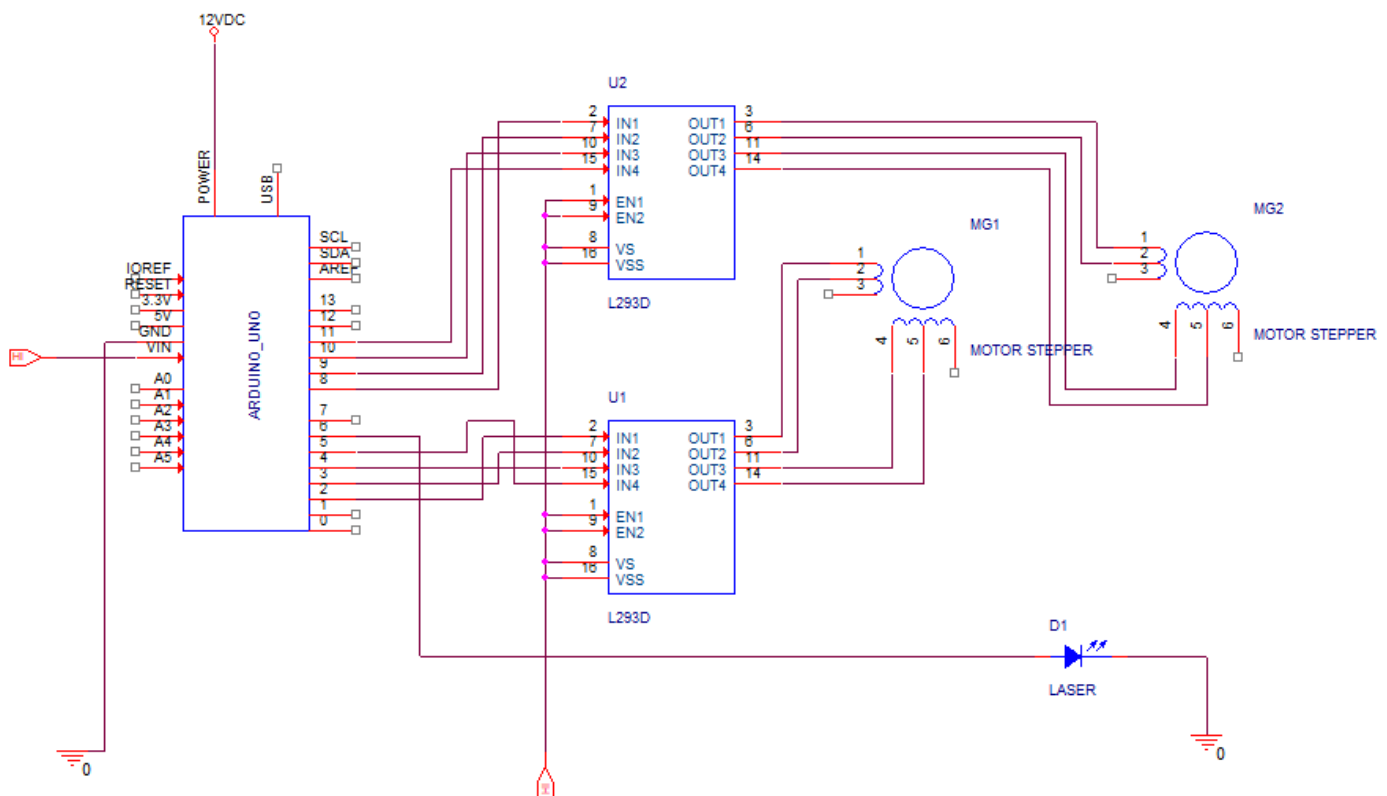 12VDC
POWER
USB
SCL
SDA
AREF
IOREF
RESET
3.3V
5V
GND
VIN
A0
A1
A2
A3
A4
A5
ARDUINO_UNO
13
12
11
10
9
8
7
6
5
4
3
2
1
0
HI
0
U2
2 IN1 OUT1 3
7 IN2 OUT2 6
10 IN3 OUT3 11
15 IN4 OUT4 14
1 EN1
9 EN2
8 VS
16 VSS
L293D
U1
2 IN1 OUT1 3
7 IN2 OUT2 6
10 IN3 OUT3 11
15 IN4 OUT4 14
1 EN1
9 EN2
8 VS
16 VSS
L293D
HI
MG1
1
2
3
4 5 6
MOTOR STEPPER
MG2
1
2
3
4 5 6
MOTOR STEPPER
D1
LASER
0